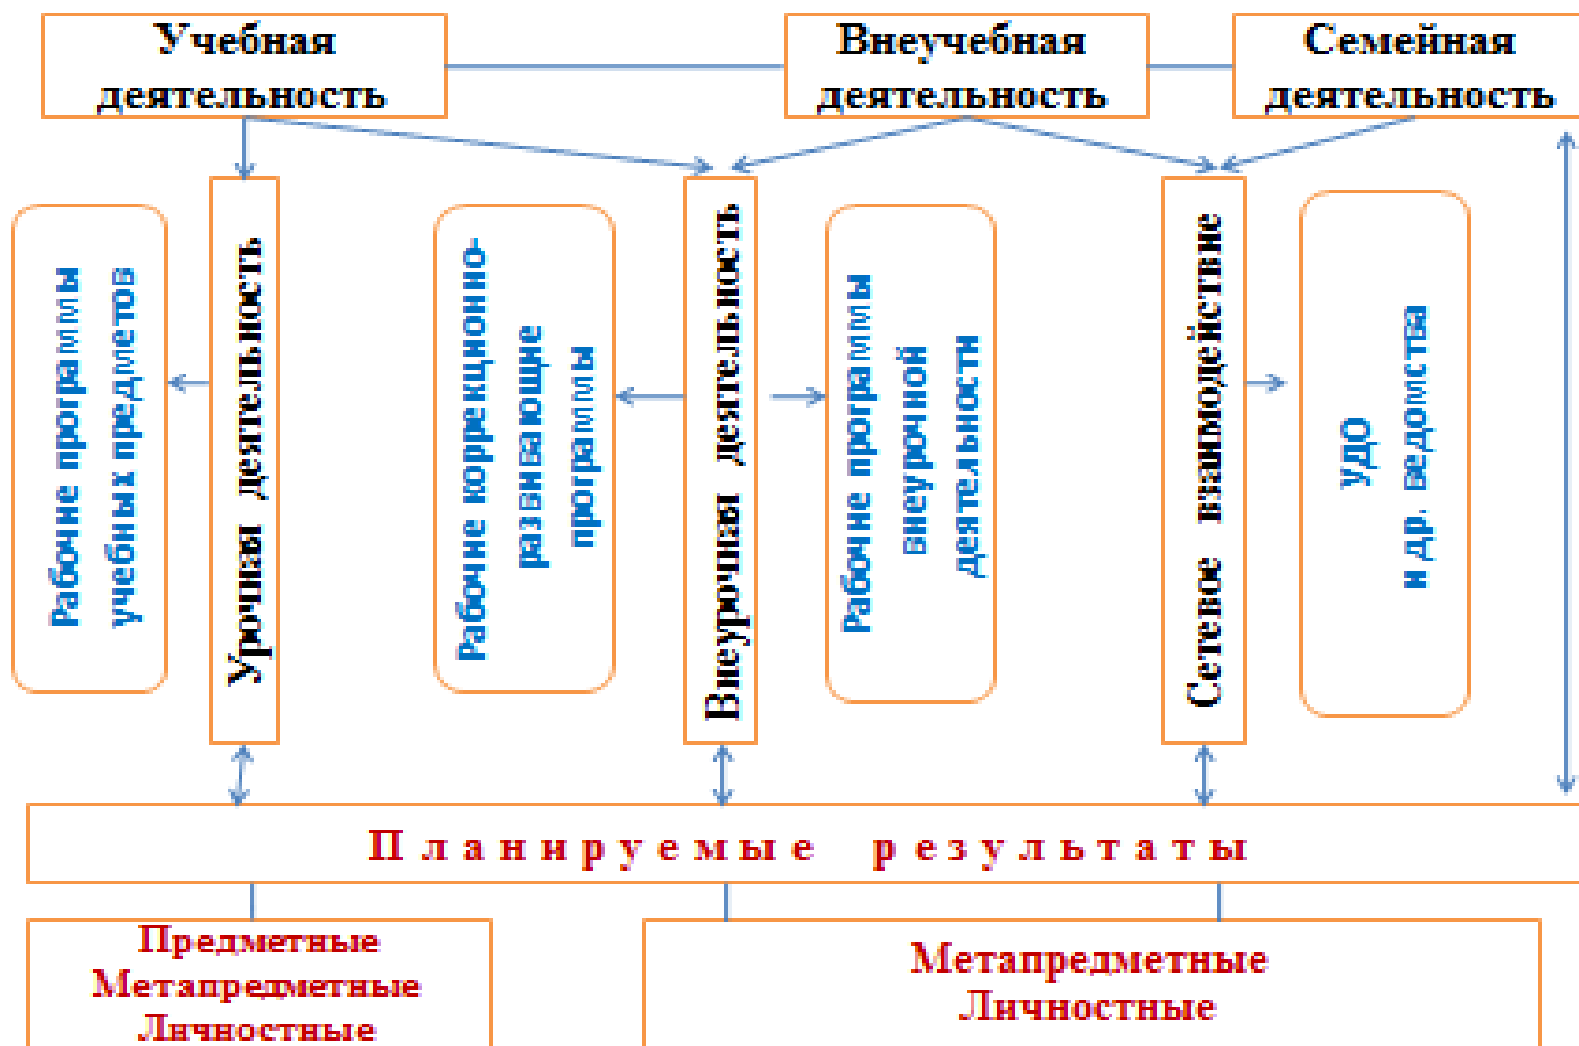 Учебная
деятельность
Внеучебная
деятельность
Семейная
деятельность
Рабочие программы
учебных предметов
Урочная деятельность
Рабочие коррекционно-
развивающие
программы
Внеурочная деятельность
Рабочие программы
внеурочной
деятельности
Сетевое взаимодействие
УДО
и др. ведомства
Планируемые результаты
Предметные
Метапредметные
Личностные
Метапредметные
Личностные